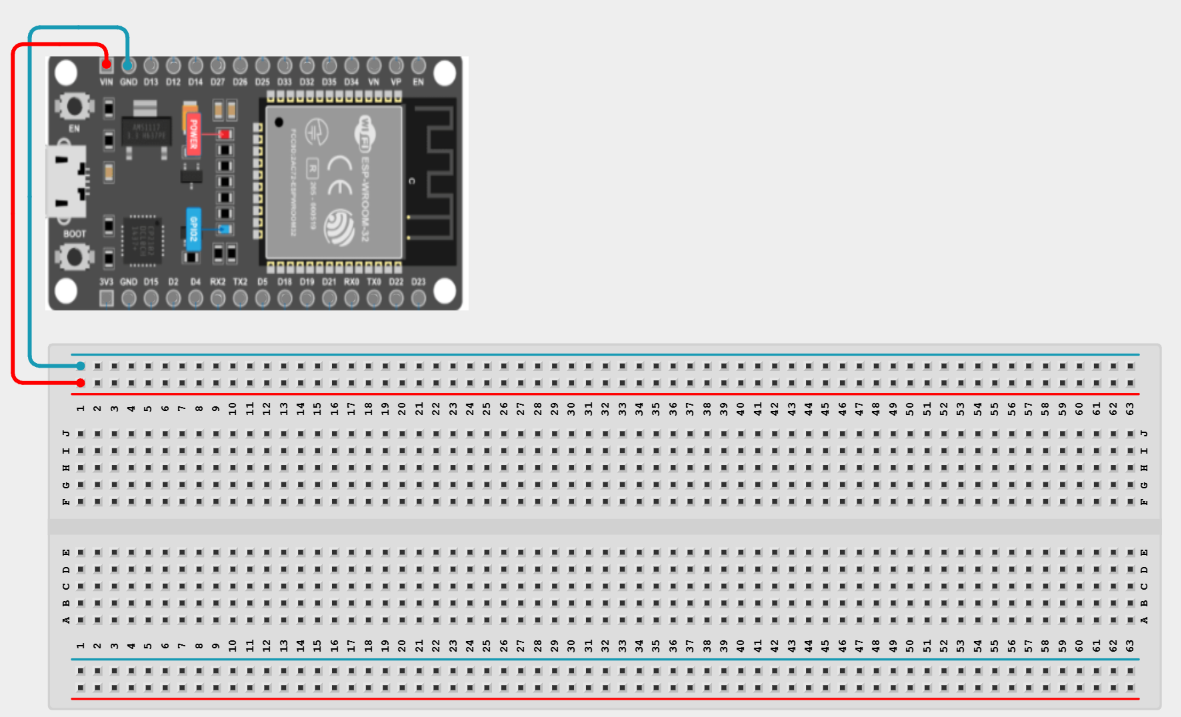 VIN GND D13 D12 D14 D27 D26 D25 D33 D32 D35 D34 VN VP EN
EN
POWER
WiFi
ESP-WROOM-32
CE
R
C
GPIO2
BOOT
3V3 GND D15 D2 D4 RX2 TX2 D5 D18 D19 D21 RX0 TX0 D22 D23
1 2 3 4 5 6 7 8 9 10 11 12 13 14 15 16 17 18 19 20 21 22 23 24 25 26 27 28 29 30 31 32 33 34 35 36 37 38 39 40 41 42 43 44 45 46 47 48 49 50 51 52 53 54 55 56 57 58 59 60 61 62 63
J J
I I
H H
G G
F F
E E
D D
C C
B B
A A
1 2 3 4 5 6 7 8 9 10 11 12 13 14 15 16 17 18 19 20 21 22 23 24 25 26 27 28 29 30 31 32 33 34 35 36 37 38 39 40 41 42 43 44 45 46 47 48 49 50 51 52 53 54 55 56 57 58 59 60 61 62 63